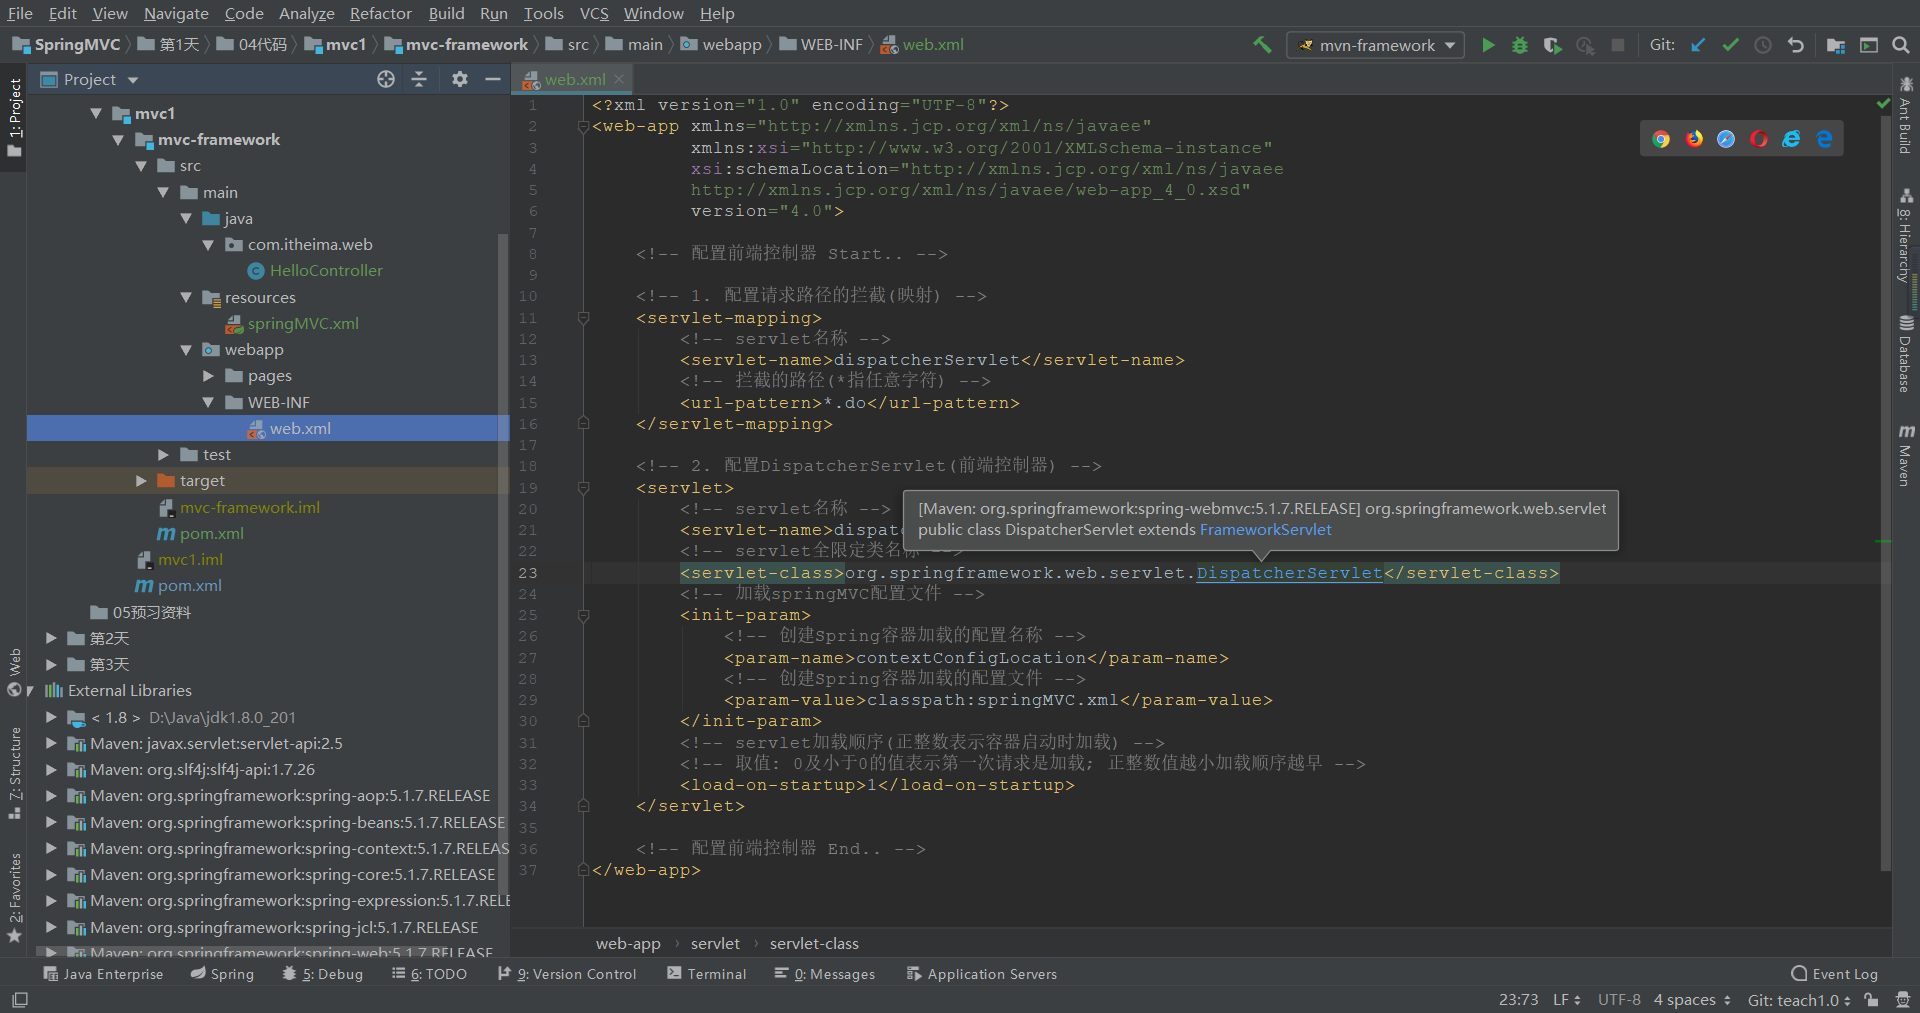 File Edit View Navigate Code Analyze Refactor Build Run Tools VCS Window Help
SpringMVC 第1天 04代码 mvc1 mvc-framework src main webapp WEB-INF web.xml
mvn-framework
Git:
Project
web.xml
1: Project
Web
7: Structure
2: Favorites
mvc1
mvc-framework
src
main
java
com.itheima.web
HelloController
resources
springMVC.xml
webapp
pages
WEB-INF
web.xml
test
target
mvc-framework.iml
pom.xml
mvc1.iml
pom.xml
05预习资料
第2天
第3天
External Libraries
< 1.8 > D:\Java\jdk1.8.0_201
Maven: javax.servlet:servlet-api:2.5
Maven: org.slf4j:slf4j-api:1.7.26
Maven: org.springframework:spring-aop:5.1.7.RELEASE
Maven: org.springframework:spring-beans:5.1.7.RELEASE
Maven: org.springframework:spring-context:5.1.7.RELEAS
Maven: org.springframework:spring-core:5.1.7.RELEASE
Maven: org.springframework:spring-expression:5.1.7.RELE
Maven: org.springframework:spring-jcl:5.1.7.RELEASE
Maven: org.springframework:spring-web:5.1.7.RELEASE
1 <?xml version="1.0" encoding="UTF-8"?>
2 <web-app xmlns="http://xmlns.jcp.org/xml/ns/javaee"
3 xmlns:xsi="http://www.w3.org/2001/XMLSchema-instance"
4 xsi:schemaLocation="http://xmlns.jcp.org/xml/ns/javaee
5 http://xmlns.jcp.org/xml/ns/javaee/web-app_4_0.xsd"
6 version="4.0">
7
8 <!-- 配置前端控制器 Start.. -->
9
10 <!-- 1. 配置请求路径的拦截(映射) -->
11 <servlet-mapping>
12 <!-- servlet名称 -->
13 <servlet-name>dispatcherServlet</servlet-name>
14 <!-- 拦截的路径(*指任意字符) -->
15 <url-pattern>*.do</url-pattern>
16 </servlet-mapping>
17
18 <!-- 2. 配置DispatcherServlet(前端控制器) -->
19 <servlet>
20 <!-- servlet名称 -->
21 <servlet-name>dispatc
22 <!-- servlet全限定类名称 -->
23 <servlet-class>org.springframework.web.servlet.DispatcherServlet</servlet-class>
24 <!-- 加载springMVC配置文件 -->
25 <init-param>
26 <!-- 创建Spring容器加载的配置名称 -->
27 <param-name>contextConfigLocation</param-name>
28 <!-- 创建Spring容器加载的配置文件 -->
29 <param-value>classpath:springMVC.xml</param-value>
30 </init-param>
31 <!-- servlet加载顺序(正整数表示容器启动时加载) -->
32 <!-- 取值: 0及小于0的值表示第一次请求是加载; 正整数值越小加载顺序越早 -->
33 <load-on-startup>1</load-on-startup>
34 </servlet>
35
36 <!-- 配置前端控制器 End.. -->
37 </web-app>
[Maven: org.springframework:spring-webmvc:5.1.7.RELEASE] org.springframework.web.servlet
public class DispatcherServlet extends FrameworkServlet
Ant Build
8: Hierarchy
Database
m Maven
web-app › servlet › servlet-class
Java Enterprise Spring 5: Debug 6: TODO 9: Version Control Terminal 0: Messages Application Servers Event Log
23:73 LF UTF-8 4 spaces Git: teach1.0